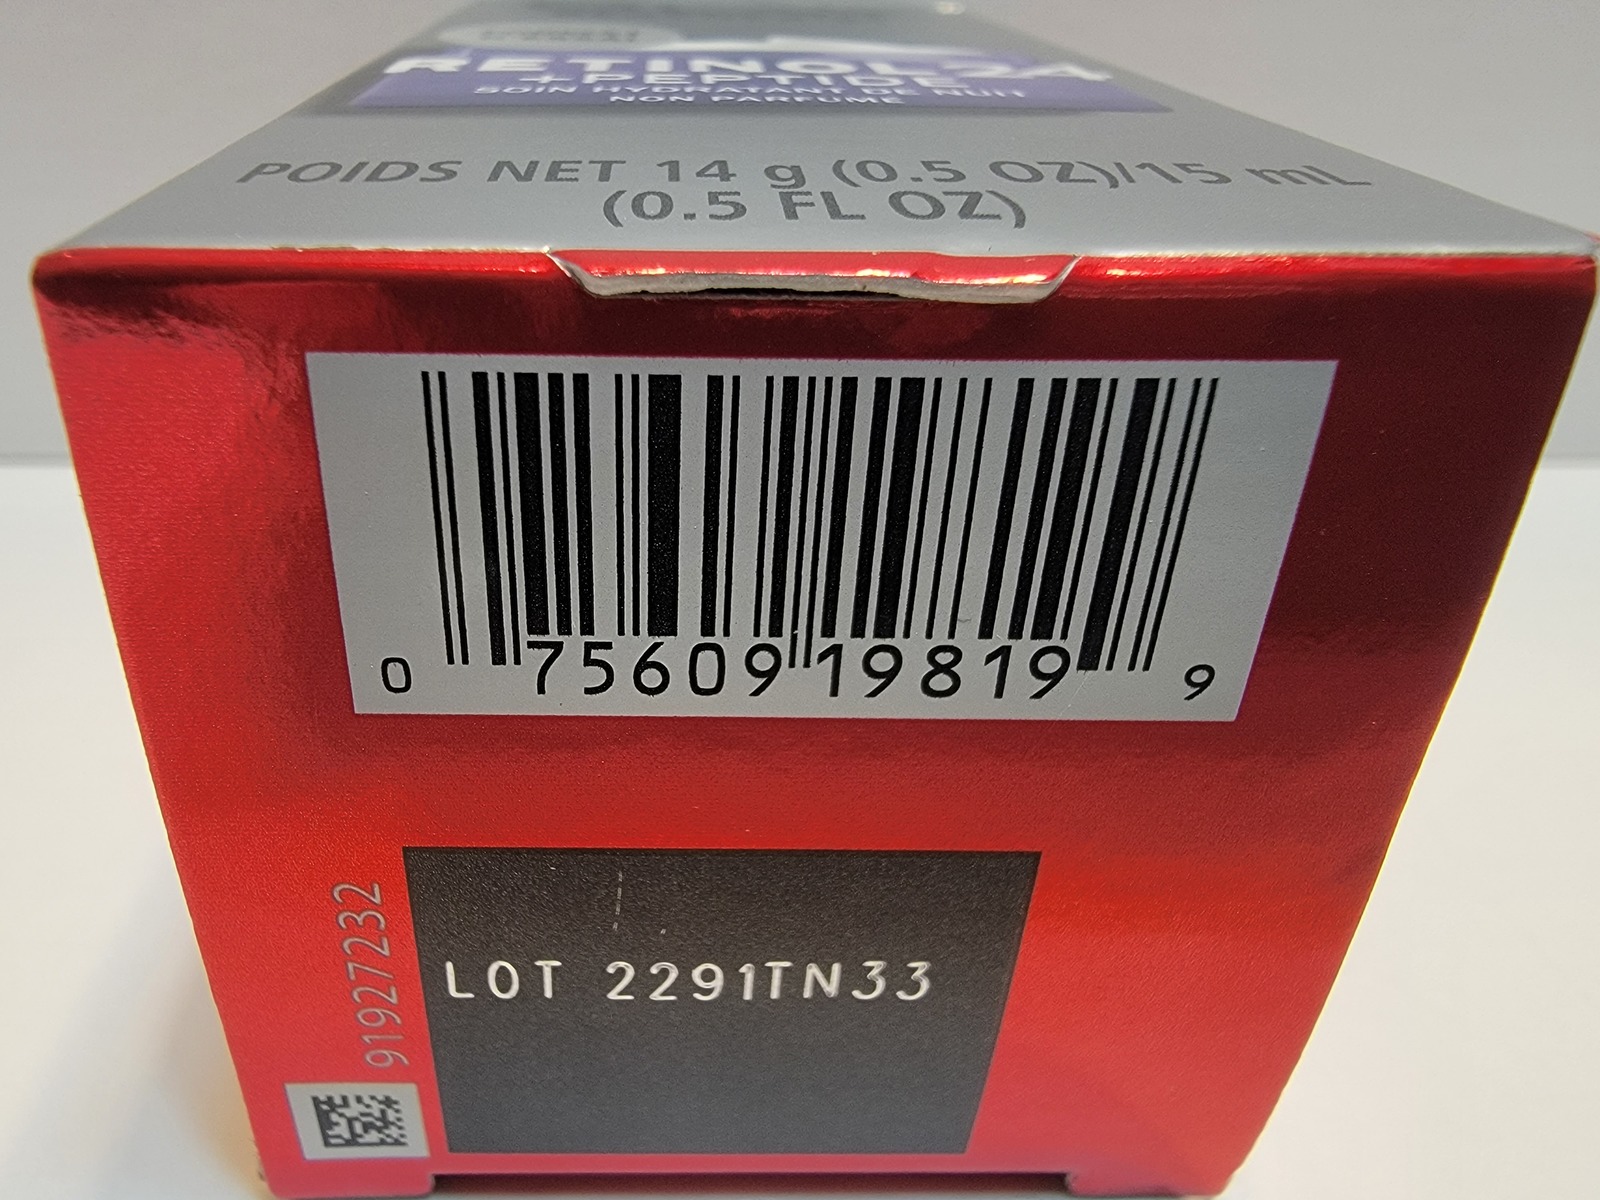 RETINOL24
+PEPTIDE
SOIN HYDRATANT DE NUIT
NON PARFUMÉ
POIDS NET 14 g (0.5 OZ)/15 mL
(0.5 FL OZ)
0 75609 19819 9
91927232
LOT 2291TN33